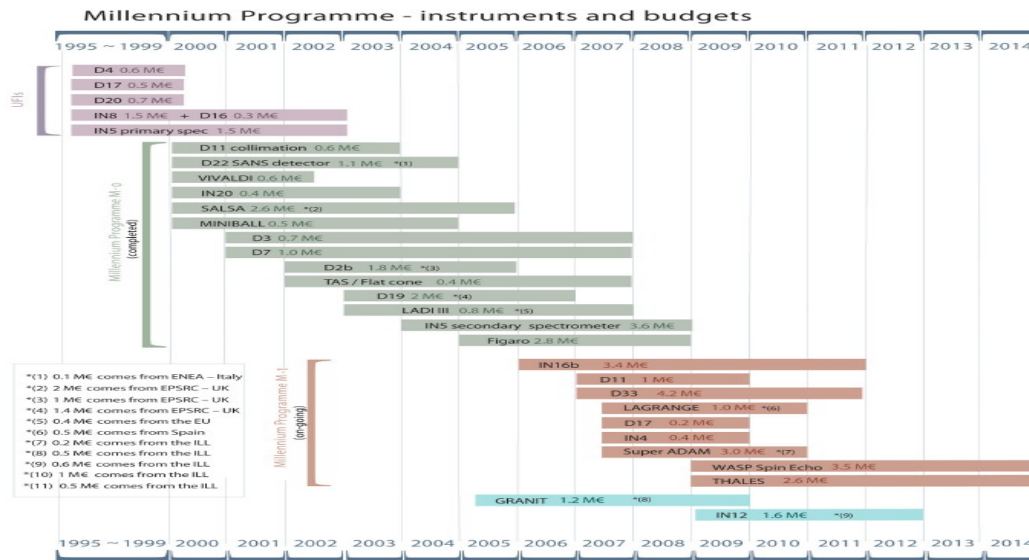 Millennium Programme - instruments and budgets
1995 ~ 1999 2000 2001 2002 2003 2004 2005 2006 2007 2008 2009 2010 2011 2012 2013 2014
UFIs
D4 0.6 M€
D17 0.5 M€
D20 0.7 M€
IN8 1.5 M€ + D16 0.3 M€
IN5 primary spec 1.5 M€
Millennium Programme M-0
(completed)
D11 collimation 0.6 M€
D22 SANS detector 1.1 M€ *(1)
VIVALDI 0.6 M€
IN20 0.4 M€
SALSA 2.6 M€ *(2)
MINIBALL 0.5 M€
D3 0.7 M€
D7 1.0 M€
D2b 1.8 M€ *(3)
TAS / Flat cone 0.4 M€
D19 2 M€ *(4)
LADI III 0.8 M€ *(5)
IN5 secondary spectrometer 3.6 M€
Figaro 2.8 M€
*(1) 0.1 M€ comes from ENEA – Italy
*(2) 2 M€ comes from EPSRC – UK
*(3) 1 M€ comes from EPSRC – UK
*(4) 1.4 M€ comes from EPSRC – UK
*(5) 0.4 M€ comes from the EU
*(6) 0.5 M€ comes from Spain
*(7) 0.2 M€ comes from the ILL
*(8) 0.5 M€ comes from the ILL
*(9) 0.6 M€ comes from the ILL
*(10) 1 M€ comes from the ILL
*(11) 0.5 M€ comes from the ILL
Millennium Programme M-1
(on-going)
IN16b 3.4 M€
D11 1 M€
D33 4.2 M€
LAGRANGE 1.0 M€ *(6)
D17 0.2 M€
IN4 0.4 M€
Super ADAM 3.0 M€ *(7)
WASP Spin Echo 3.5 M€
THALES 2.6 M€
GRANIT 1.2 M€ *(8)
IN12 1.6 M€ *(9)
1995 ~ 1999 2000 2001 2002 2003 2004 2005 2006 2007 2008 2009 2010 2011 2012 2013 2014